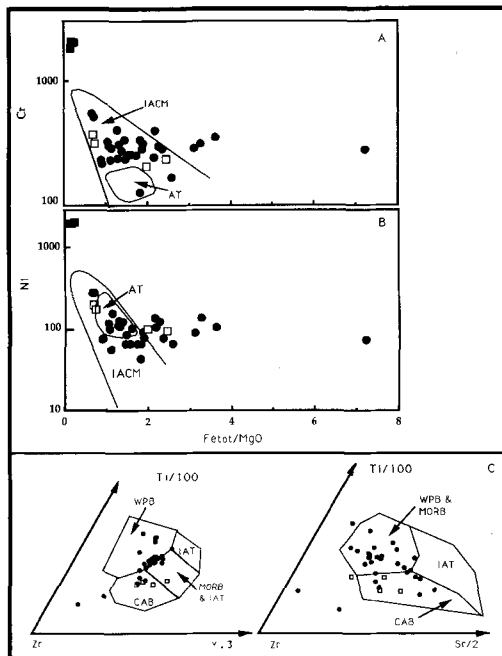 A
1000
IACM
Cr
AT
100
B
1000
AT
Ni
100
IACM
10
0 2 4 6 8
Fetot/MgO
C
Ti/100
WPB
IAT
MORB
& IAT
CAB
Zr
Ti/100
WPB &
MORB
IAT
CAB
Zr
Sr/2